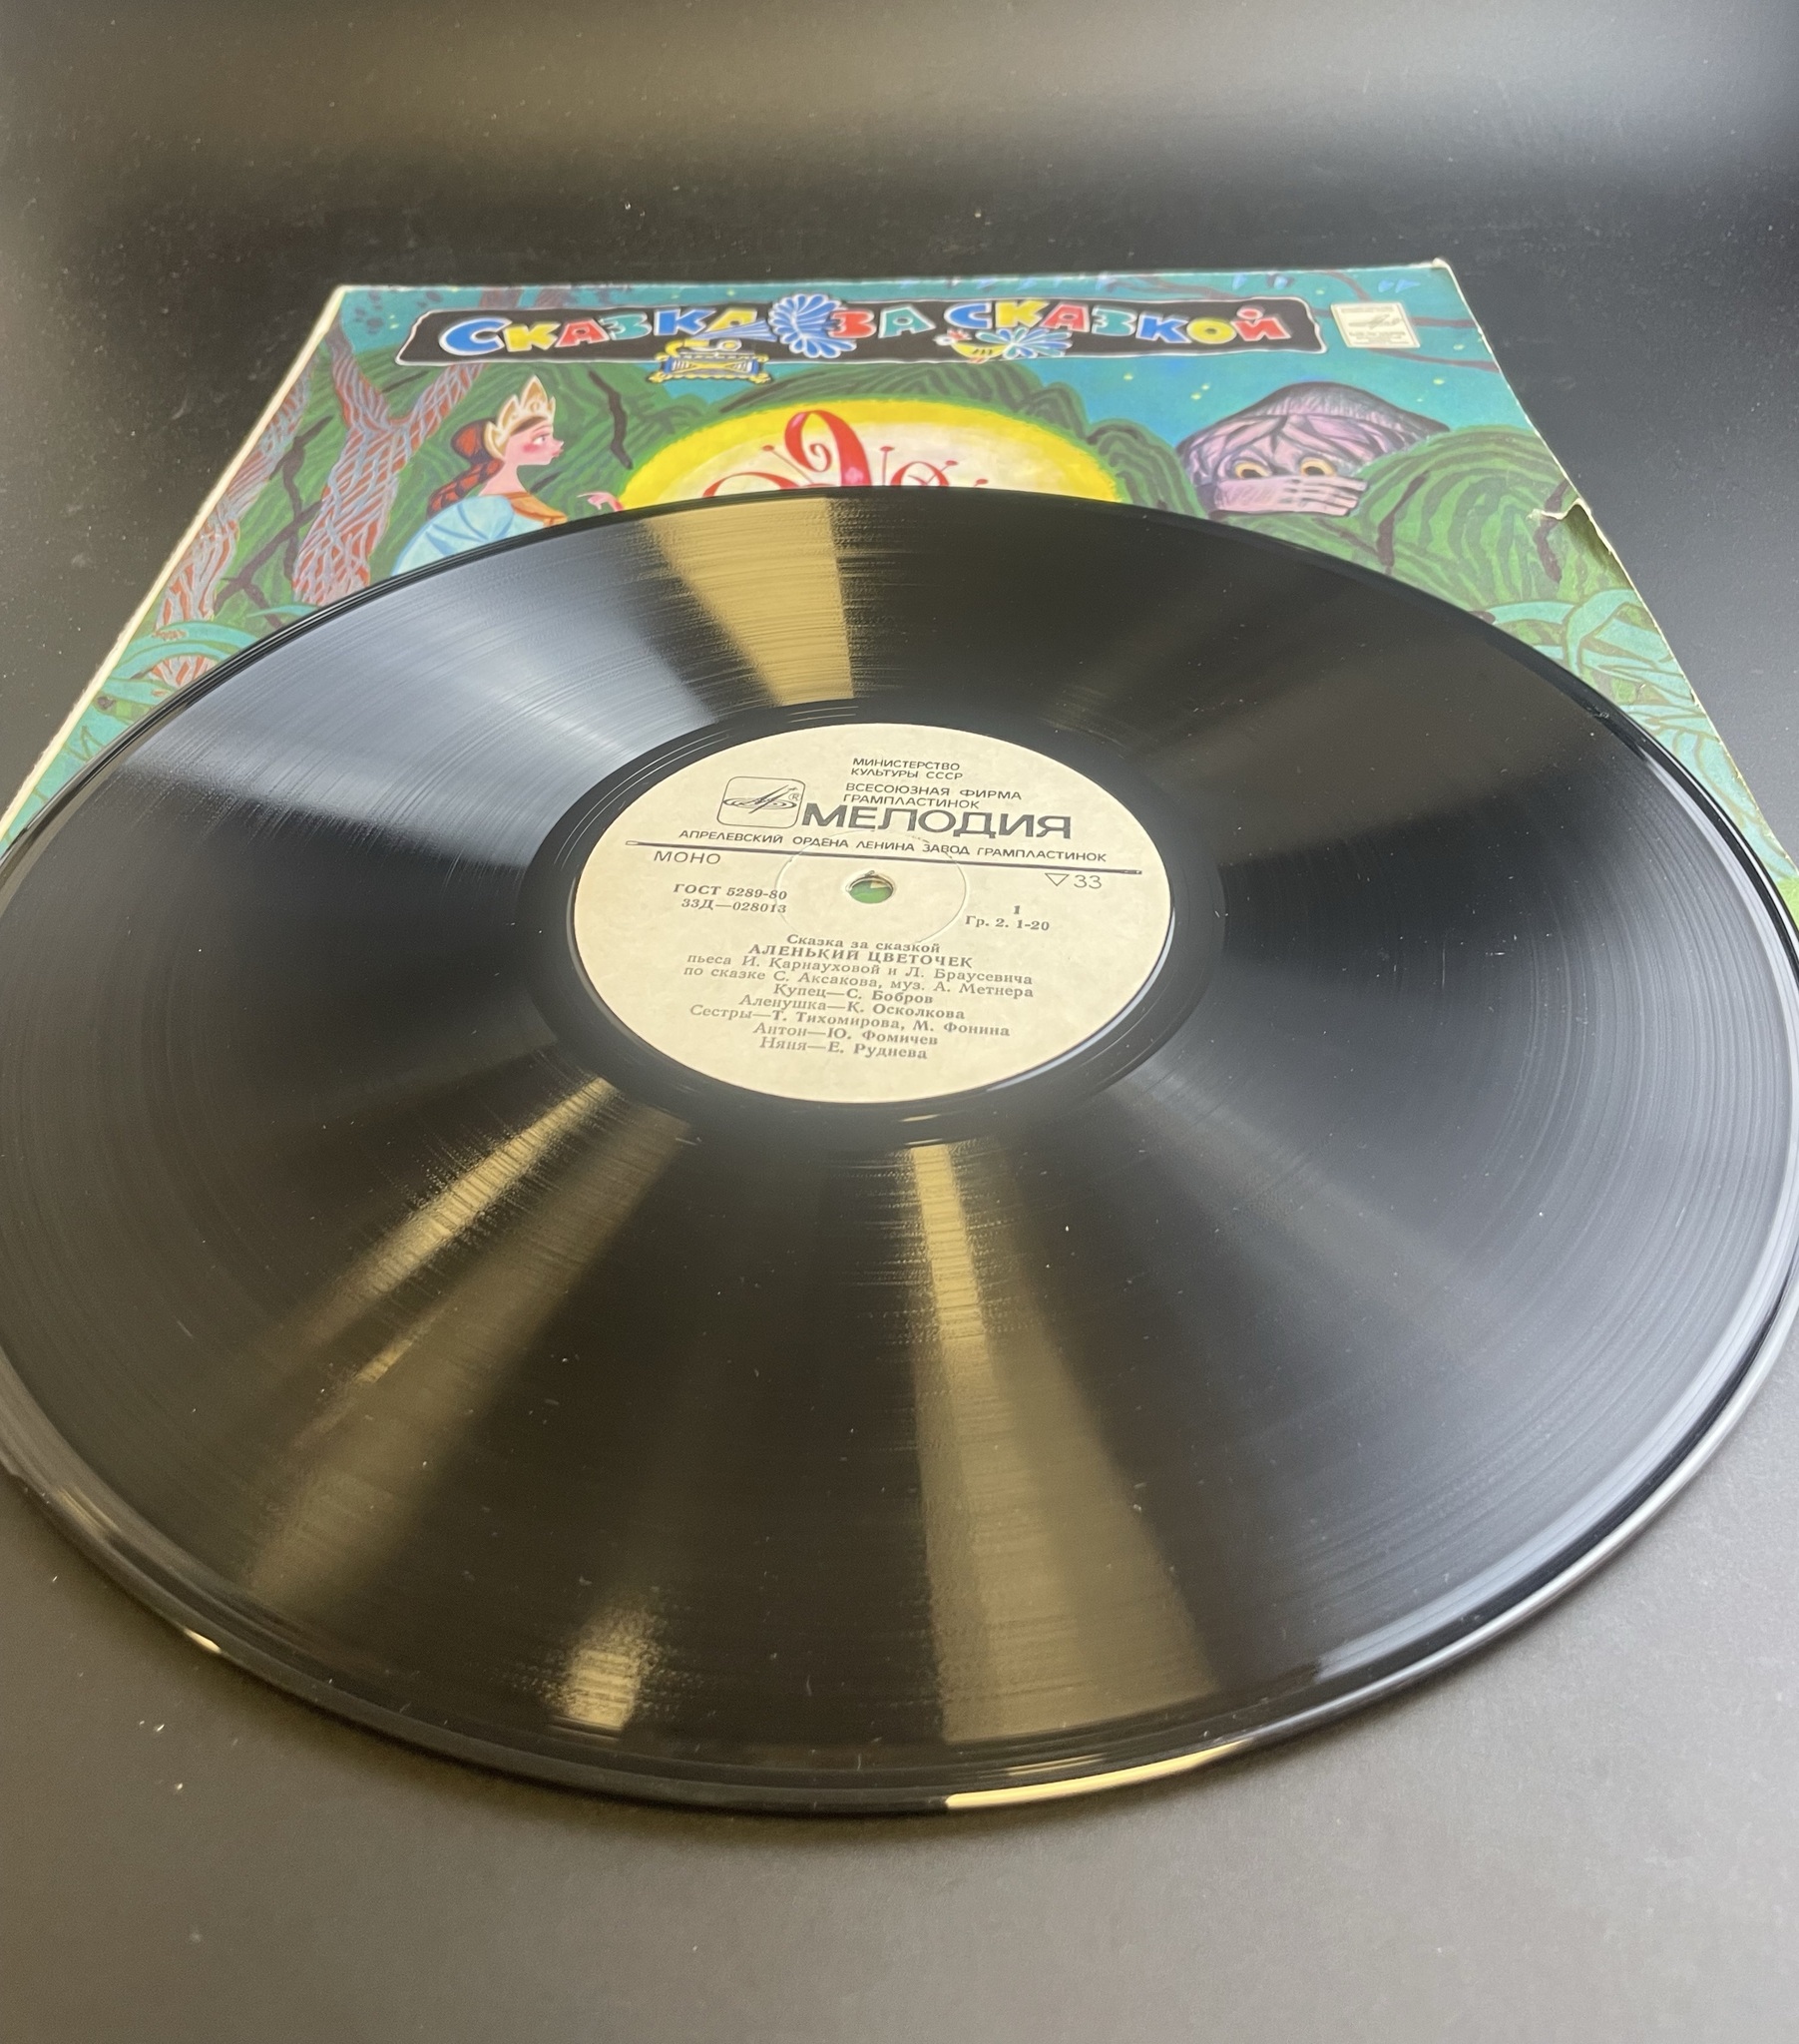 СКАЗКА ЗА СКАЗКОЙ
МИНИСТЕРСТВО
КУЛЬТУРЫ СССР
ВСЕСОЮЗНАЯ ФИРМА
ГРАМПЛАСТИНОК
МЕЛОДИЯ
АПРЕЛЕВСКИЙ ОРДЕНА ЛЕНИНА ЗАВОД ГРАМПЛАСТИНОК
МОНО
▽33
ГОСТ 5289-80
33Д—028013
1
Гр. 2. 1-20
Сказка за сказкой
АЛЕНЬКИЙ ЦВЕТОЧЕК
пьеса И. Карнауховой и Л. Браусевича
по сказке С. Аксакова, муз. А. Метнера
Купец—С. Бобров
Аленушка—К. Осколкова
Сестры—Т. Тихомирова, М. Фонина
Антон—Ю. Фомичев
Няня—Е. Руднева